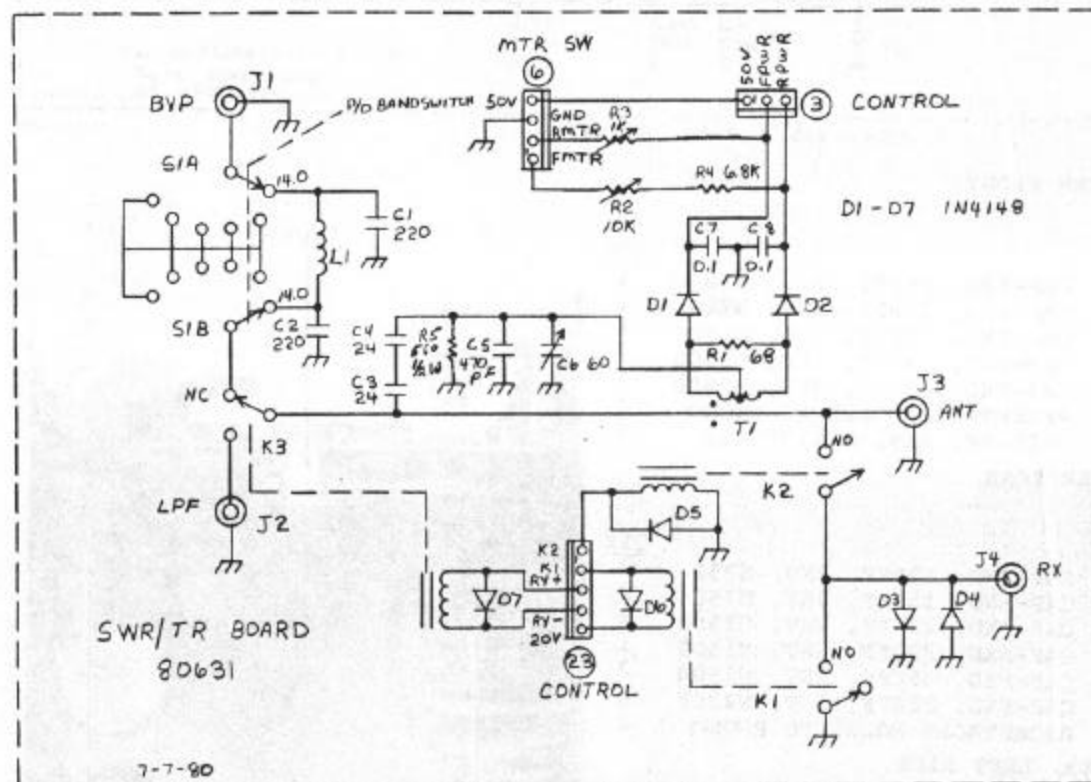 MTR SW
6
J1
BYP
P/O BANDSWITCH
50V
GND
RMTR
FMTR
R3
1K
50V
FPWR
RPWR
3
CONTROL
S1A
14.0
C1
220
L1
R4 6.8K
R2
10K
D1-D7 1N4148
C7
0.1
C8
0.1
D1
D2
S1B
14.0
C2
220
C4
24
C3
24
R5
560
1/2 W
C5
470
PF
C6 60
R1
68
T1
NC
J3
ANT
K3
NO
K2
LPF
J2
D5
K2
K1
RY+
RY-
20V
D7
D6
23
CONTROL
J4
RX
D3
D4
NO
K1
SWR/TR BOARD
80631
7-7-80